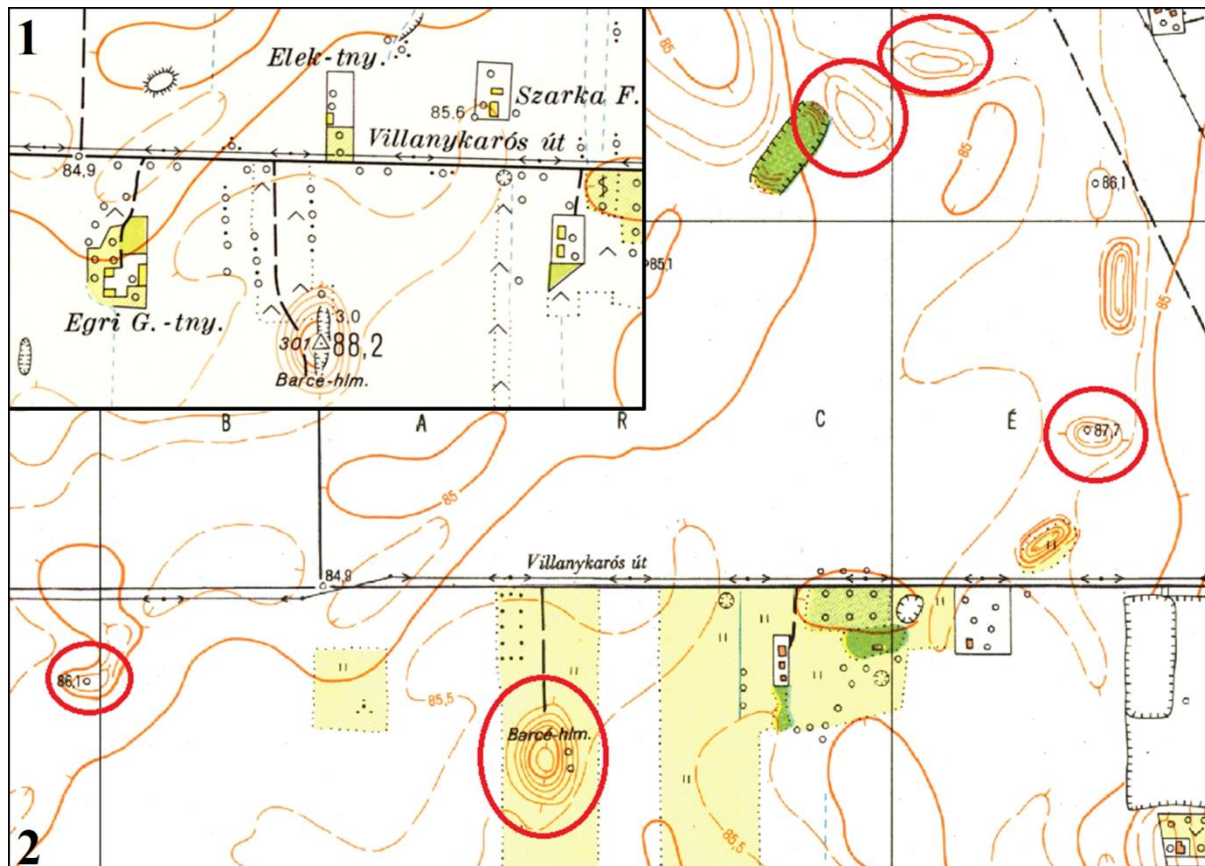 1
Elek-tny.
85.6
Szarka F.
Villanykarós út
84,9
Egri G.-tny.
3,0
301
88,2
Barcé-hlm.
85
85
86,1
85,1
85
B A R C É
87,7
85
Villanykarós út
84,9
86,1
85,5
Barcé-hlm.
85,5
2